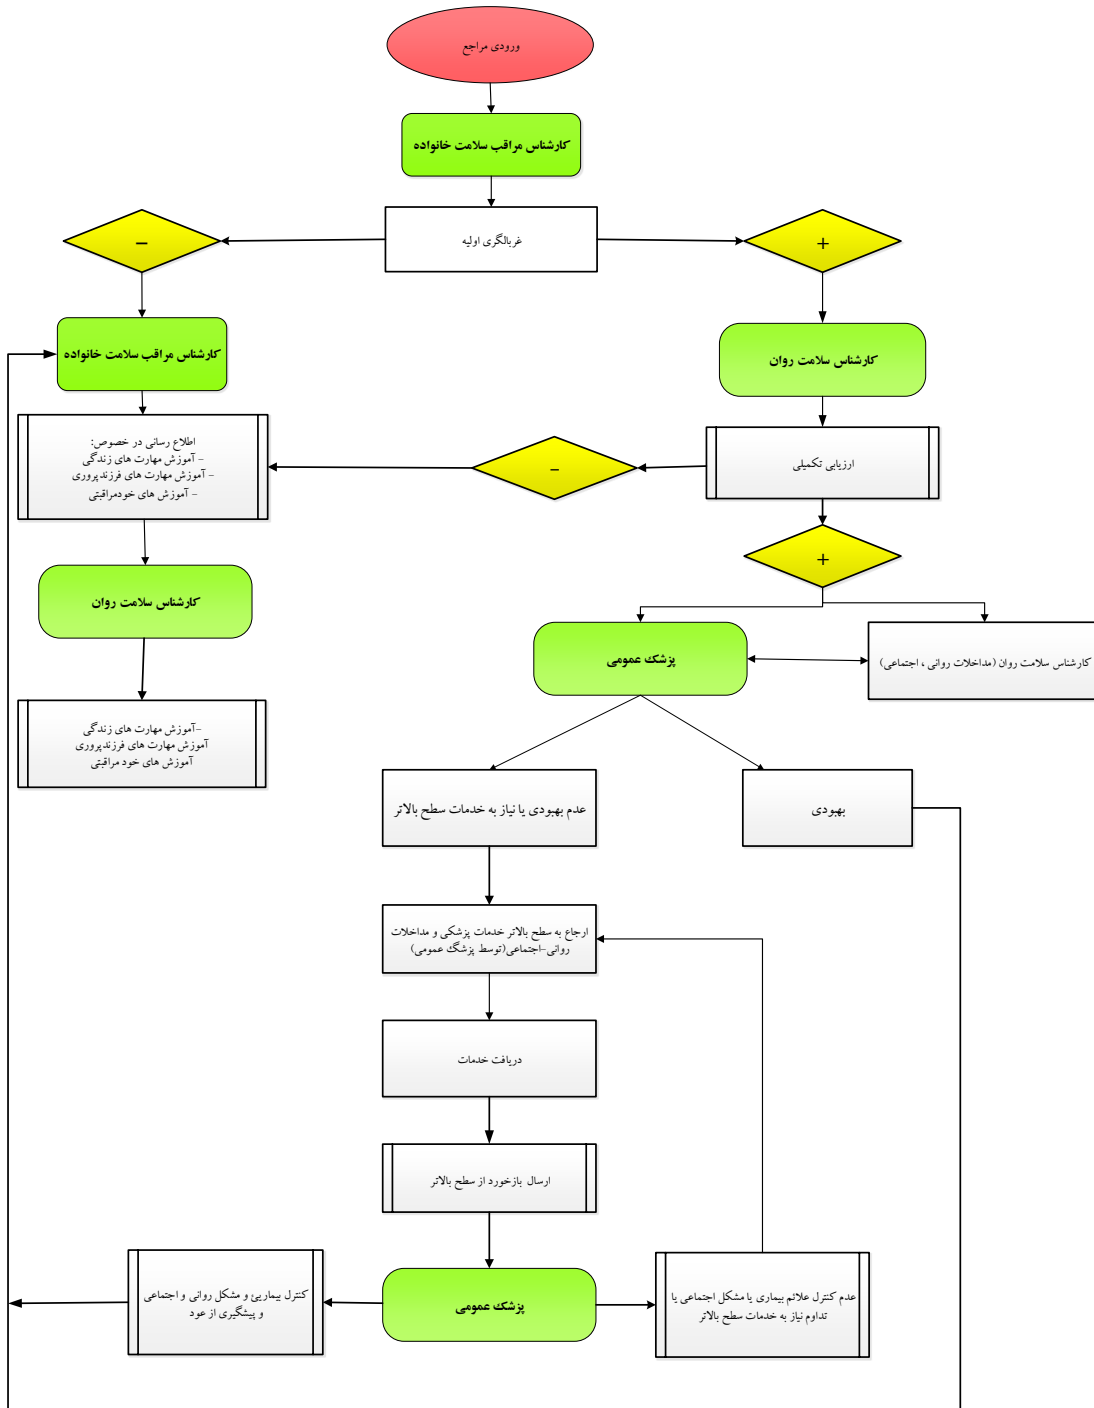 ورودی مراجع
کارشناس مراقب سلامت خانواده
غربالگری اولیه
+
–
کارشناس مراقب سلامت خانواده
کارشناس سلامت روان
اطلاع رسانی در خصوص:
– آموزش مهارت های زندگی
– آموزش مهارت های فرزندپروری
– آموزش های خودمراقبتی
ارزیابی تکمیلی
–
+
کارشناس سلامت روان
پزشک عمومی
کارشناس سلامت روان (مداخلات روانی ، اجتماعی)
–آموزش مهارت های زندگی
آموزش مهارت های فرزندپروری
آموزش های خود مراقبتی
عدم بهبودی یا نیاز به خدمات سطح بالاتر
بهبودی
ارجاع به سطح بالاتر خدمات پزشکی و مداخلات
روانی-اجتماعی(توسط پزشگ عمومی)
دریافت خدمات
ارسال بازخورد از سطح بالاتر
پزشک عمومی
کنترل بیماریئ و مشکل روانی و اجتماعی
و پیشگیری از عود
عدم کنترل علائم بیماری یا مشکل اجتماعی یا
تداوم نیاز به خدمات سطح بالاتر